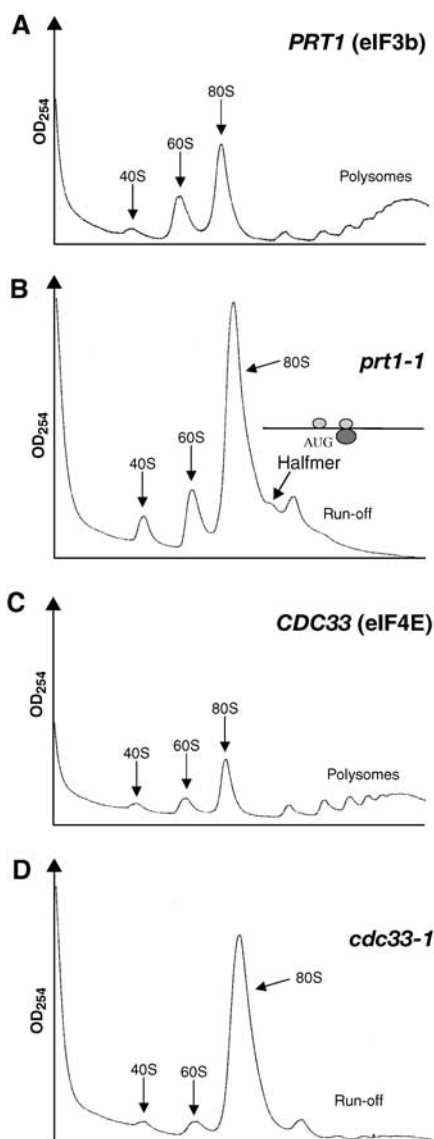 A
PRT1 (eIF3b)
OD254
40S
60S
80S
Polysomes
B
prt1-1
OD254
40S
60S
80S
AUG
Halfmer
Run-off
C
CDC33 (eIF4E)
OD254
40S
60S
80S
Polysomes
D
cdc33-1
OD254
40S
60S
80S
Run-off